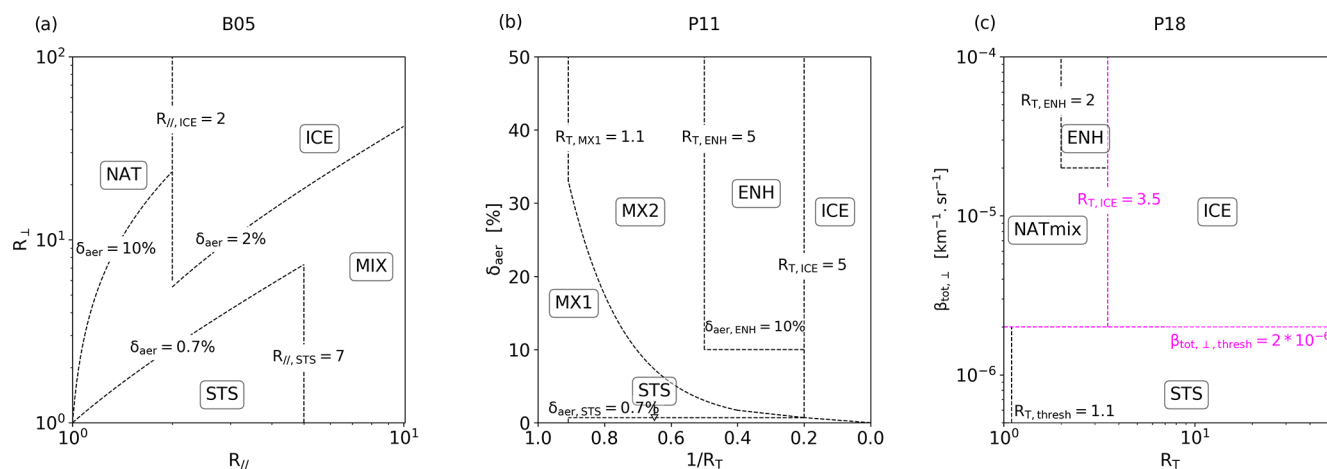 (a)
B05
(b)
P11
(c)
P18
10²
10¹
10⁰
R⊥
R//,ICE = 2
ICE
NAT
δaer = 10%
δaer = 2%
MIX
δaer = 0.7%
R//,STS = 7
STS
10⁰
10¹
R//
50
40
30
20
10
0
δaer [%]
RT,MX1 = 1.1
RT,ENH = 5
MX2
ENH
ICE
RT,ICE = 5
MX1
δaer,ENH = 10%
STS
δaer,STS = 0.7%
1.0
0.8
0.6
0.4
0.2
0.0
1/RT
10⁻⁴
10⁻⁵
10⁻⁶
βtot,⊥ [km⁻¹. sr⁻¹]
RT,ENH = 2
ENH
RT,ICE = 3.5
ICE
NATmix
βtot,⊥,thresh = 2 * 10⁻⁶
STS
RT,thresh = 1.1
10⁰
10¹
RT